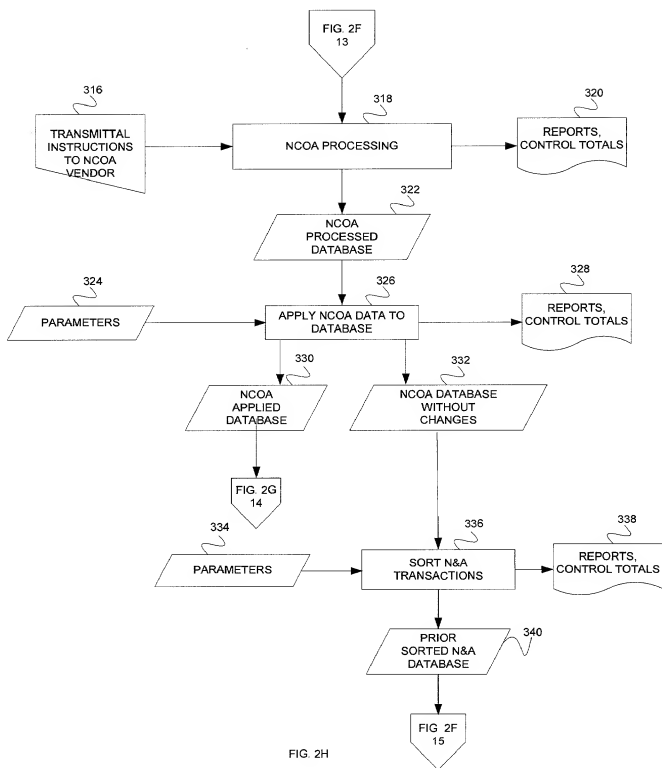 FIG. 2F
13
316
318
320
TRANSMITTAL
INSTRUCTIONS
TO NCOA
VENDOR
NCOA PROCESSING
REPORTS,
CONTROL TOTALS
322
NCOA
PROCESSED
DATABASE
324
326
328
PARAMETERS
APPLY NCOA DATA TO
DATABASE
REPORTS,
CONTROL TOTALS
330
332
NCOA
APPLIED
DATABASE
NCOA DATABASE
WITHOUT
CHANGES
FIG. 2G
14
334
336
338
PARAMETERS
SORT N&A
TRANSACTIONS
REPORTS,
CONTROL TOTALS
PRIOR
SORTED N&A
DATABASE
340
FIG 2F
15
FIG. 2H